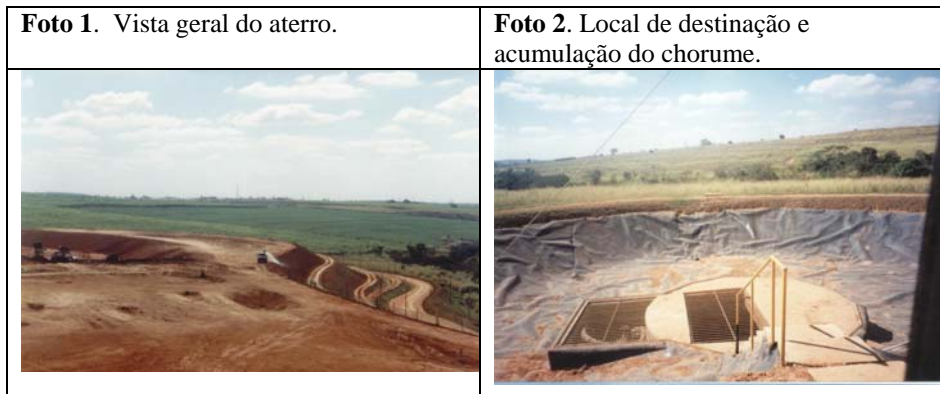 Foto 1. Vista geral do aterro.
Foto 2. Local de destinação e
acumulação do chorume.